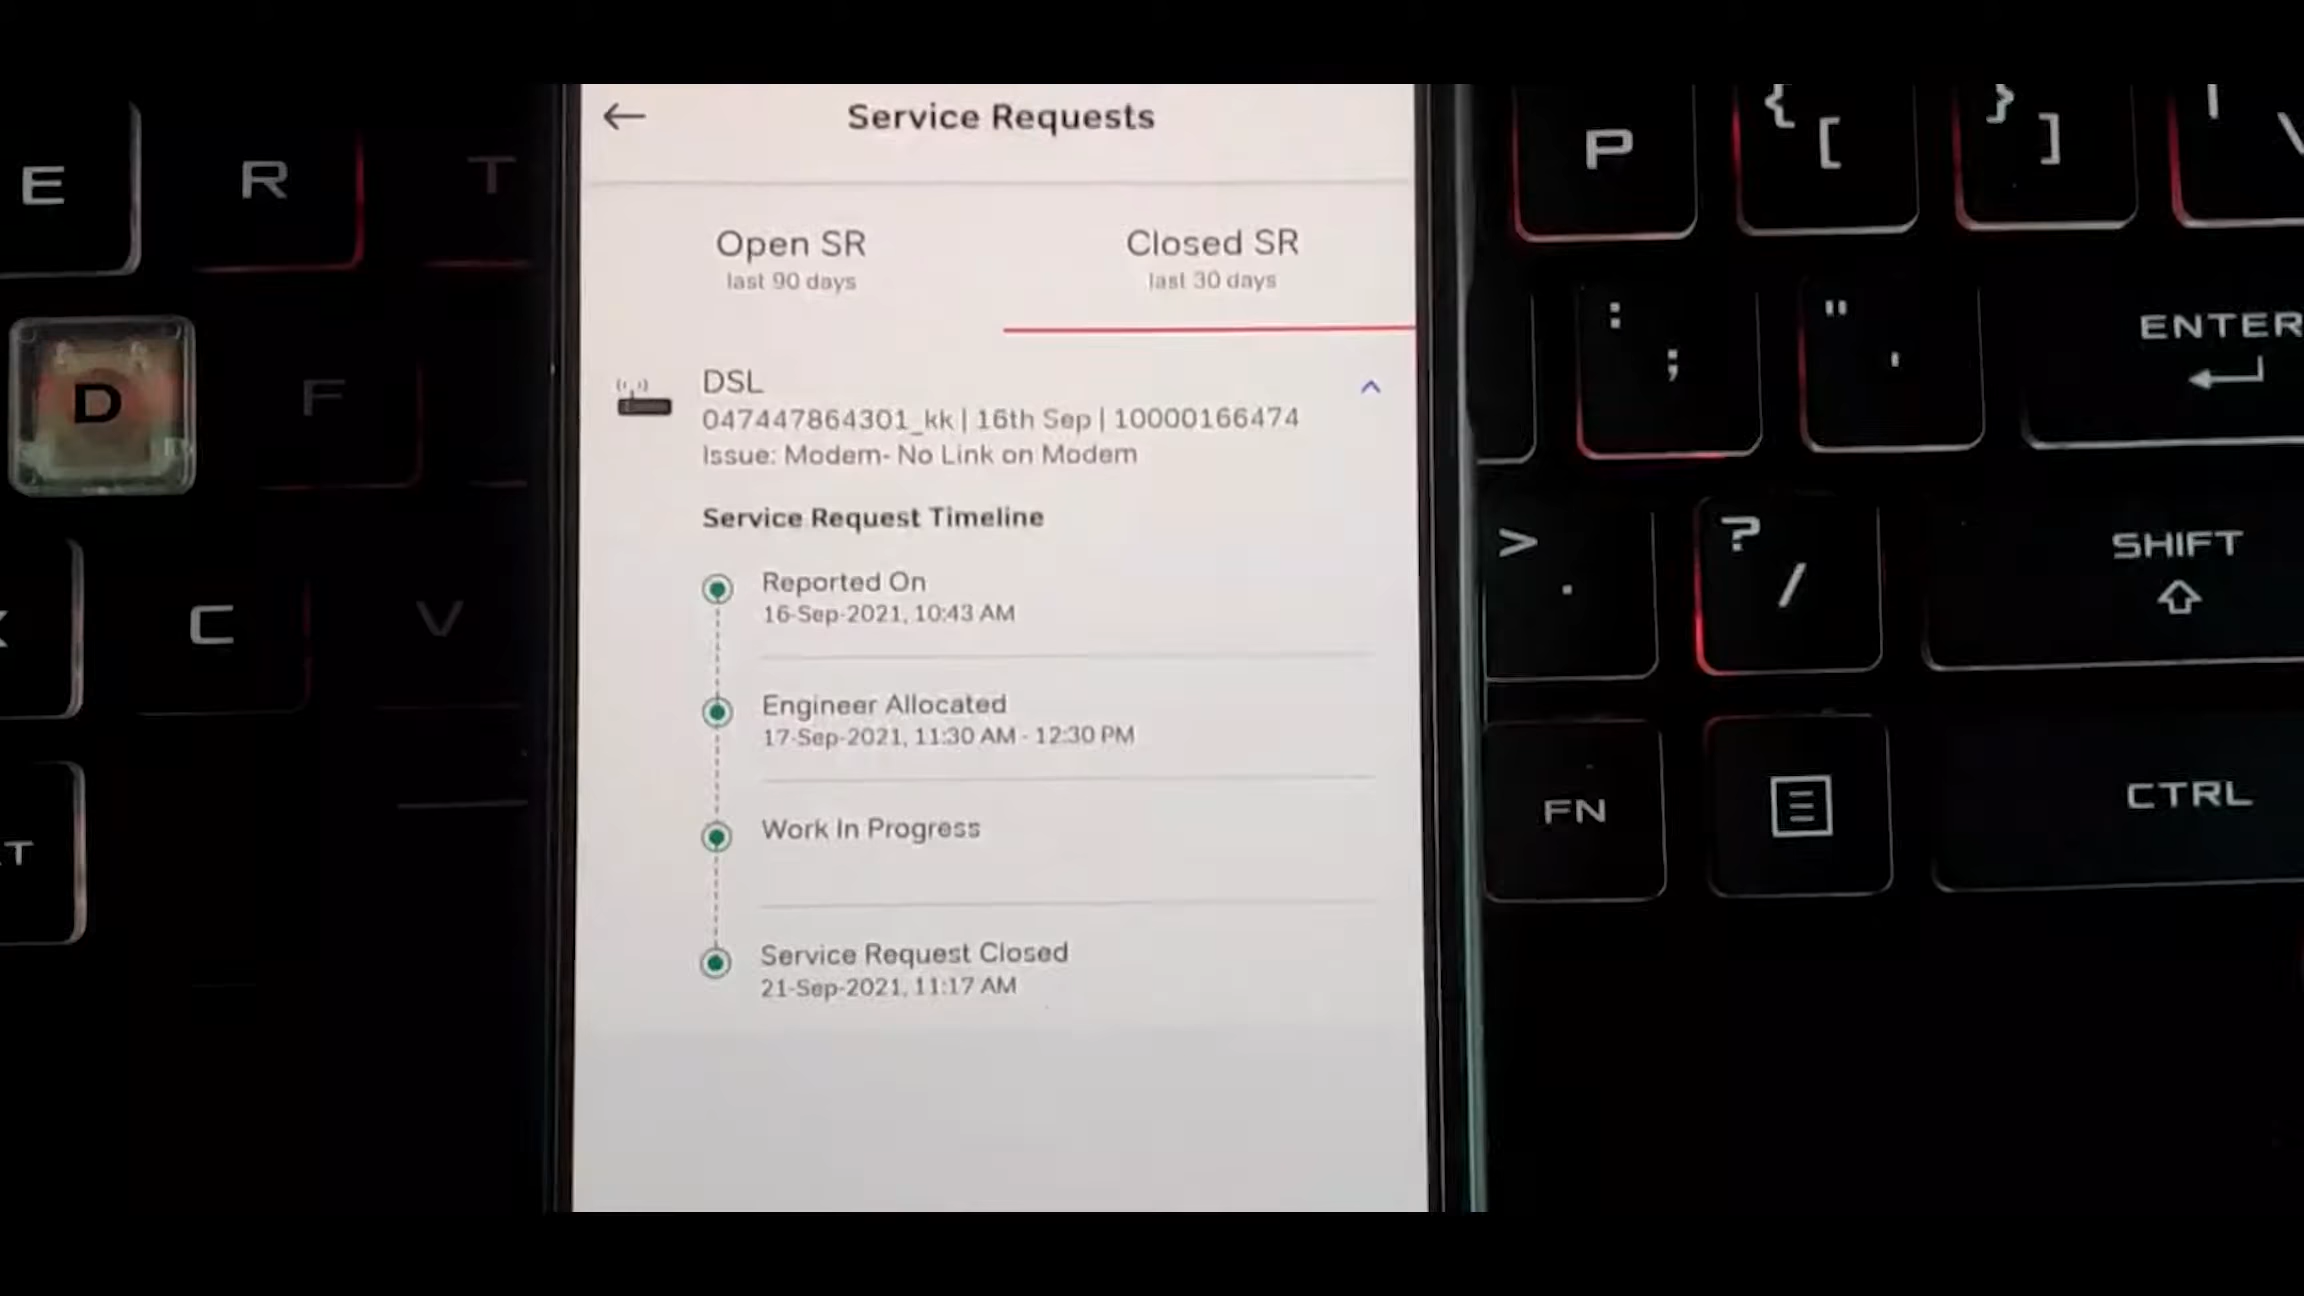 Service Requests
Open SR
last 90 days
Closed SR
last 30 days
DSL
047447864301_kk | 16th Sep | 10000166474
Issue: Modem- No Link on Modem
Service Request Timeline
Reported On
16-Sep-2021, 10:43 AM
Engineer Allocated
17-Sep-2021, 11:30 AM - 12:30 PM
Work In Progress
Service Request Closed
21-Sep-2021, 11:17 AM
E
R
T
P
{
[
}
]
|
\
D
F
:
;
"
'
ENTER
C
V
>
.
?
/
SHIFT
FN
CTRL